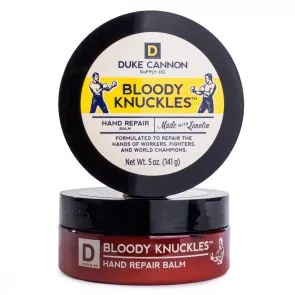 D
DUKE CANNON
SUPPLY CO.
BLOODY
KNUCKLES™
HAND REPAIR
BALM
Made with Lanolin
FORMULATED TO REPAIR THE
HANDS OF WORKERS, FIGHTERS,
AND WORLD CHAMPIONS.
Net Wt. 5 oz. (141 g)
D
BLOODY KNUCKLES™
HAND REPAIR BALM